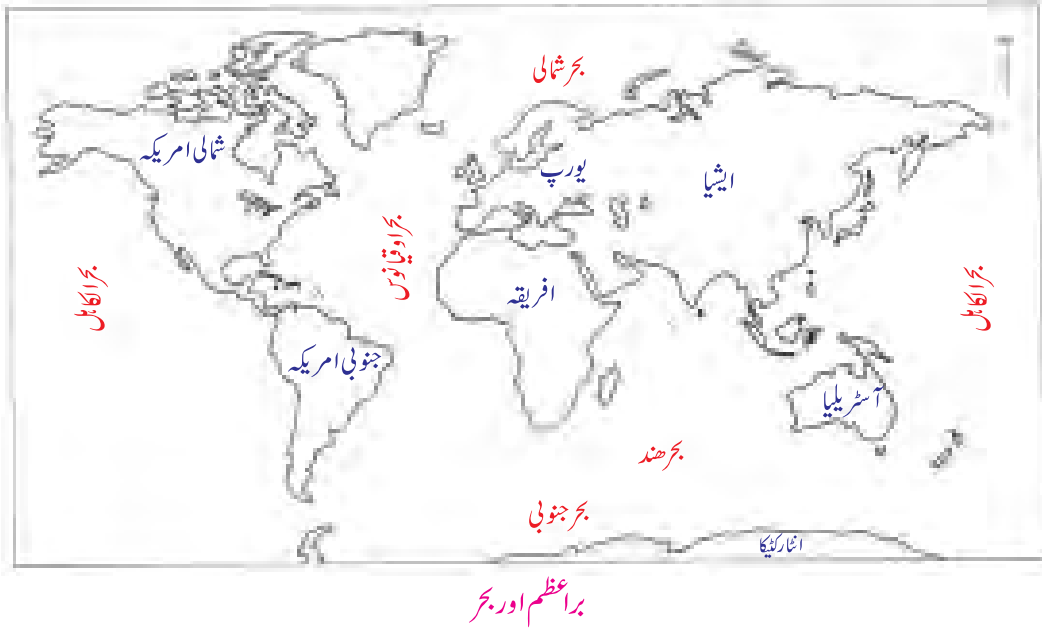 بحر شمالی
شمالی امریکہ
یورپ
ایشیا
بحر اوقیانوس
بحر الکاہل
بحر الکاہل
افریقہ
جنوبی امریکہ
آسٹریلیا
بحر ھند
بحر جنوبی
انٹارکٹیکا
براعظم اور بحر